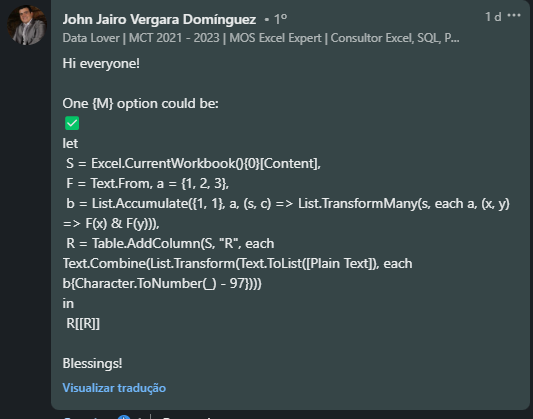 John Jairo Vergara Domínguez • 1º
1 d •••
Data Lover | MCT 2021 - 2023 | MOS Excel Expert | Consultor Excel, SQL, P...
Hi everyone!
One {M} option could be:
✅
let
S = Excel.CurrentWorkbook(){0}[Content],
F = Text.From, a = {1, 2, 3},
b = List.Accumulate({1, 1}, a, (s, c) => List.TransformMany(s, each a, (x, y)
=> F(x) & F(y))),
R = Table.AddColumn(S, "R", each
Text.Combine(List.Transform(Text.ToList([Plain Text]), each
b{Character.ToNumber(_) - 97})))
in
R[[R]]
Blessings!
Visualizar tradução